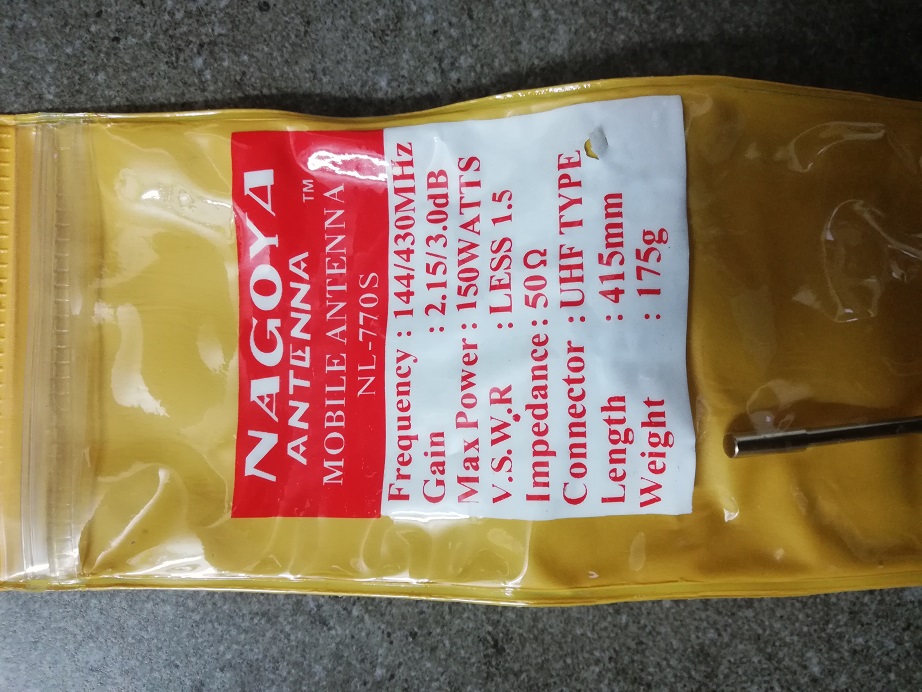 NAGOYA
ANTENNA ™
MOBILE ANTENNA
NL-770S
Frequency : 144/430MHz
Gain : 2.15/3.0dB
Max Power : 150WATTS
V.S.W.R : LESS 1.5
Impedance : 50Ω
Connector : UHF TYPE
Length : 415mm
Weight : 175g